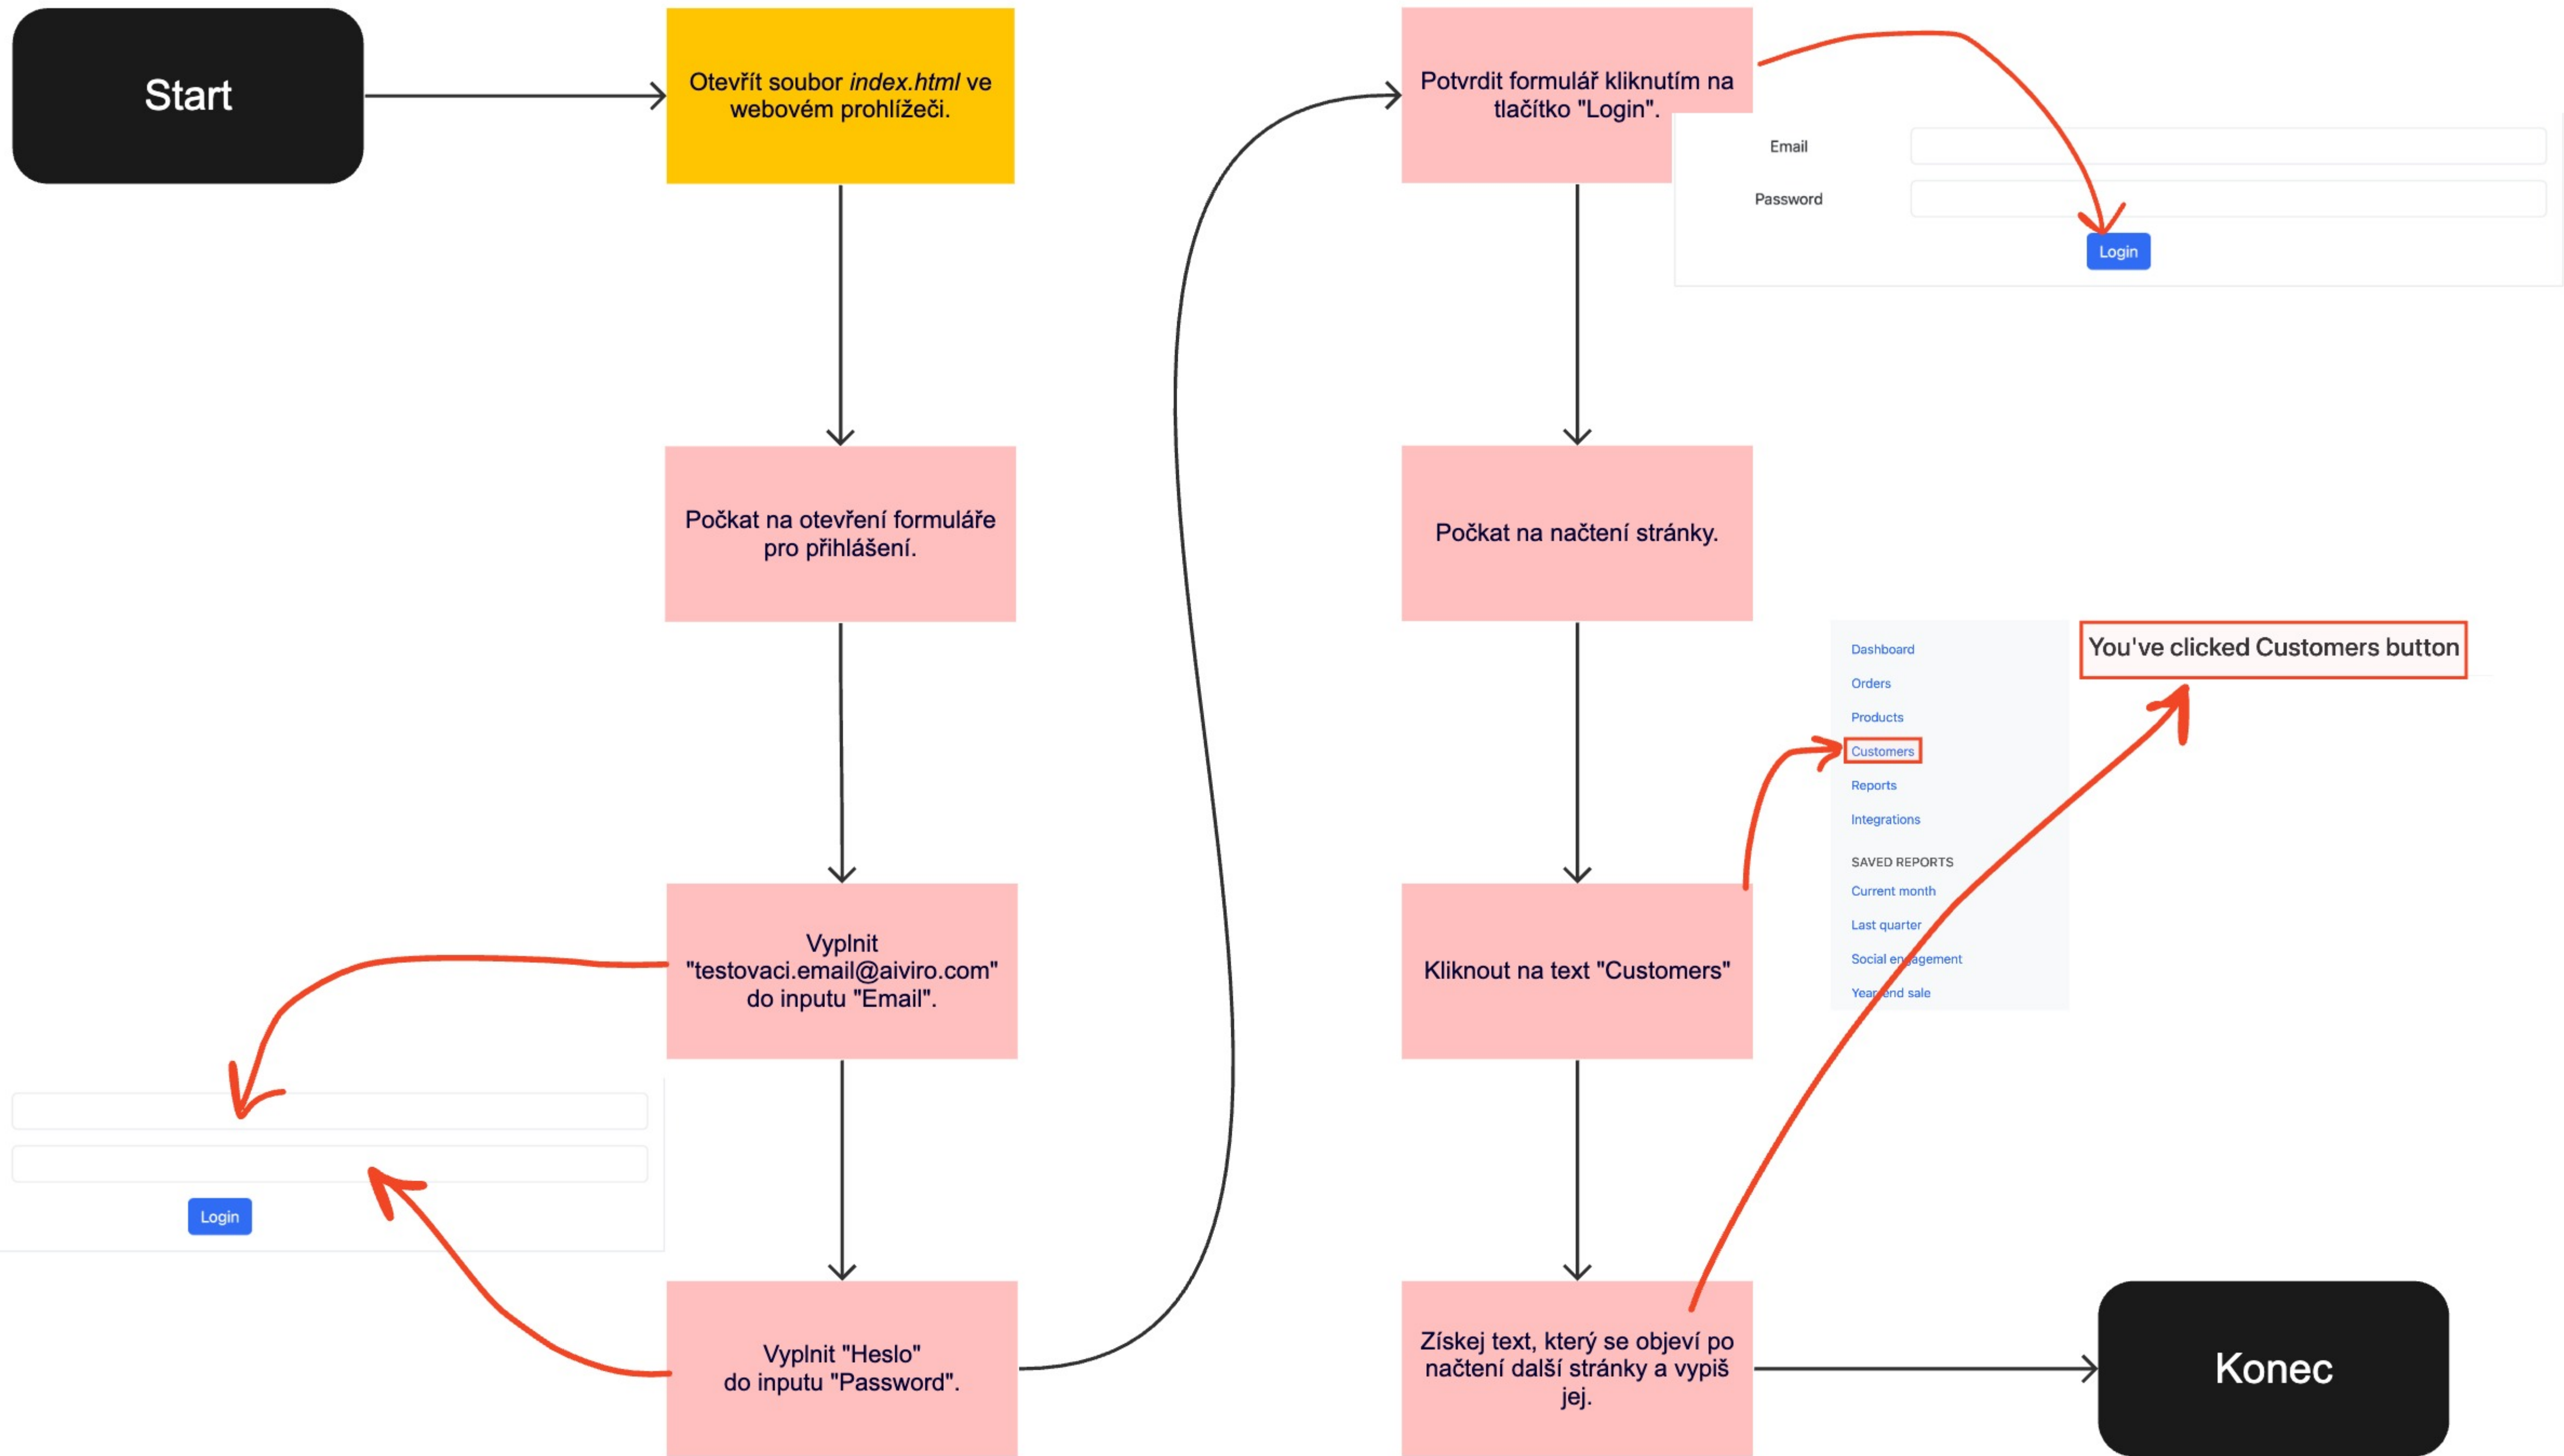 Start
Otevřít soubor index.html ve
webovém prohlížeči.
Počkat na otevření formuláře
pro přihlášení.
Vyplnit
"testovaci.email@aiviro.com"
do inputu "Email".
Login
Vyplnit "Heslo"
do inputu "Password".
Potvrdit formulář kliknutím na
tlačítko "Login".
Email
Password
Login
Počkat na načtení stránky.
Kliknout na text "Customers"
Dashboard
Orders
Products
Customers
Reports
Integrations
SAVED REPORTS
Current month
Last quarter
Social engagement
Year-end sale
You've clicked Customers button
Získej text, který se objeví po
načtení další stránky a vypiš
jej.
Konec